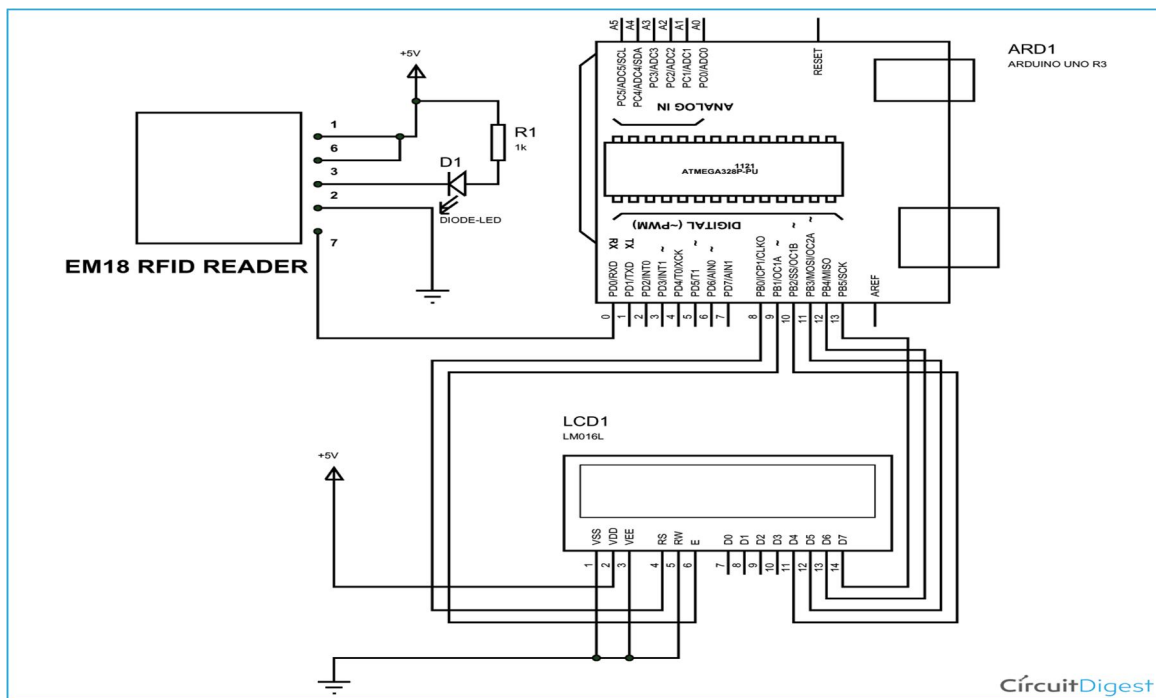 +5V
1
6
3
2
7
R1
1k
D1
DIODE-LED
EM18 RFID READER
A5
A4
A3
A2
A1
A0
PC5/ADC5/SCL
PC4/ADC4/SDA
PC3/ADC3
PC2/ADC2
PC1/ADC1
PC0/ADC0
RESET
ANALOG IN
ARD1
ARDUINO UNO R3
1121
ATMEGA328P-PU
DIGITAL (~PWM)
RX
TX
~
~
~
~
~
~
PD0/RXD
PD1/TXD
PD2/INT0
PD3/INT1
PD4/T0/XCK
PD5/T1
PD6/AIN0
PD7/AIN1
PB0/ICP1/CLKO
PB1/OC1A
PB2/SS/OC1B
PB3/MOSI/OC2A
PB4/MISO
PB5/SCK
AREF
0
1
2
3
4
5
6
7
8
9
10
11
12
13
LCD1
LM016L
+5V
VSS
VDD
VEE
RS
RW
E
D0
D1
D2
D3
D4
D5
D6
D7
1
2
3
4
5
6
7
8
9
10
11
12
13
14
CírcuitDigest